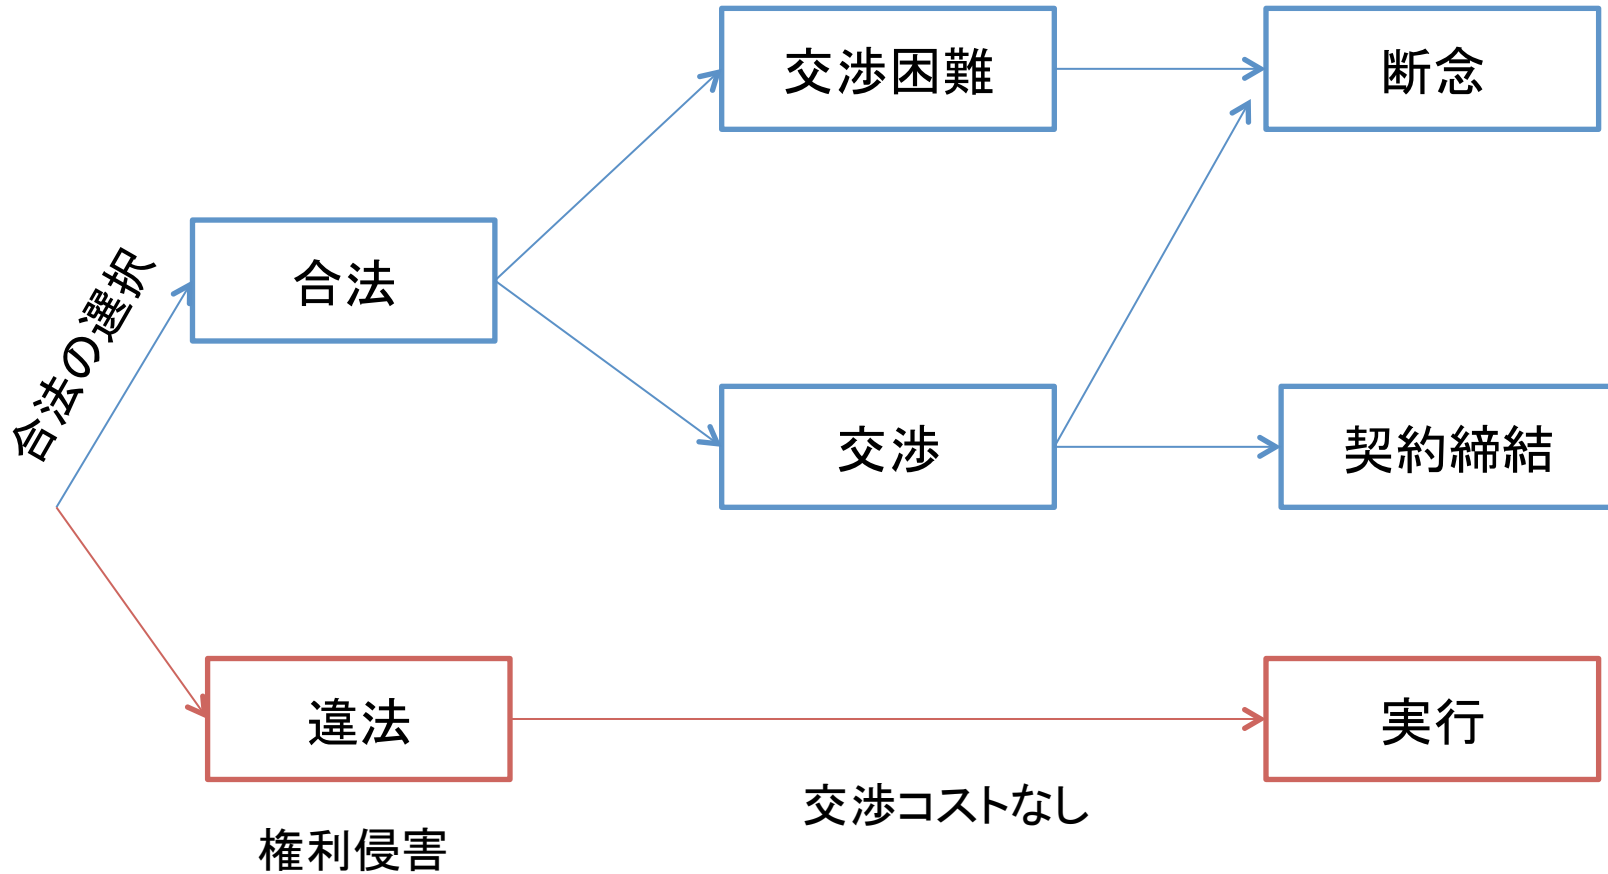 交渉困難
断念
合法の選択
合法
交渉
契約締結
違法
実行
交渉コストなし
権利侵害